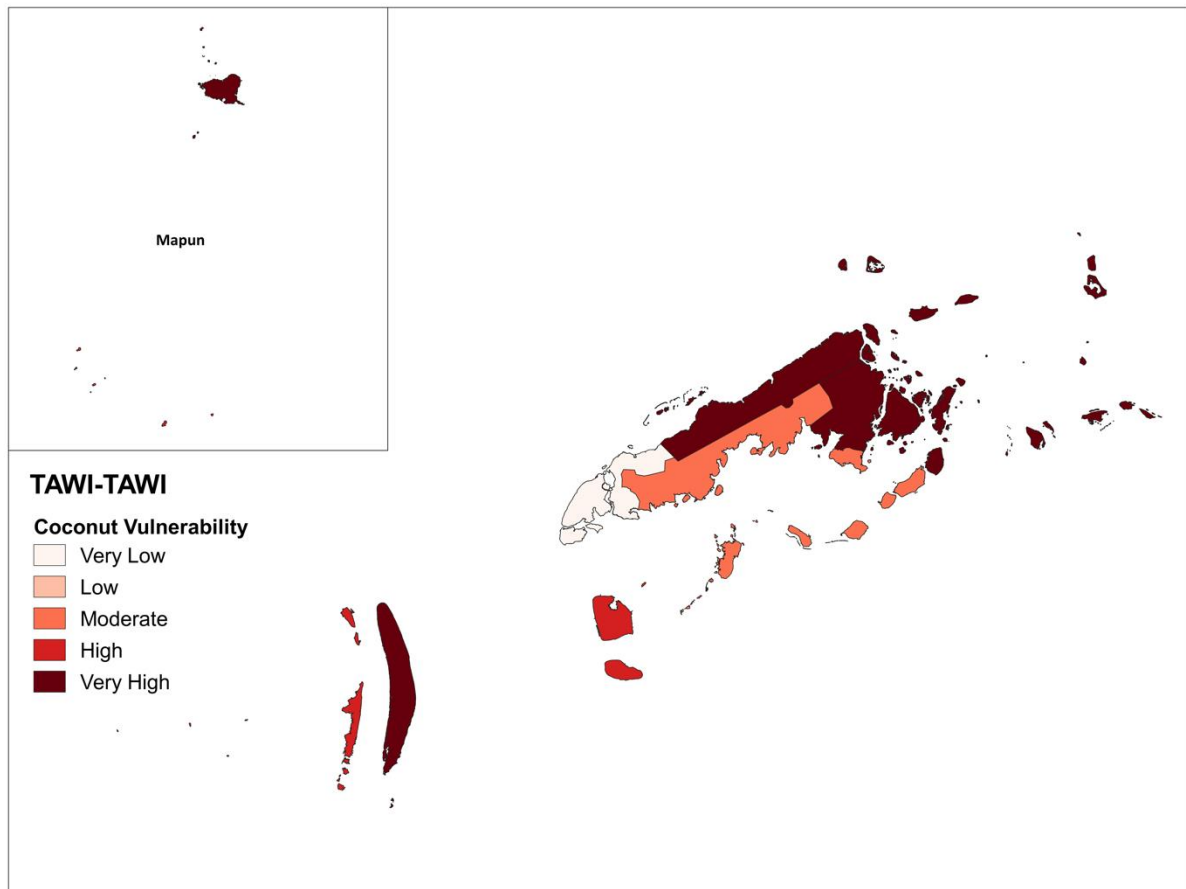 Mapun
TAWI-TAWI
Coconut Vulnerability
Very Low
Low
Moderate
High
Very High